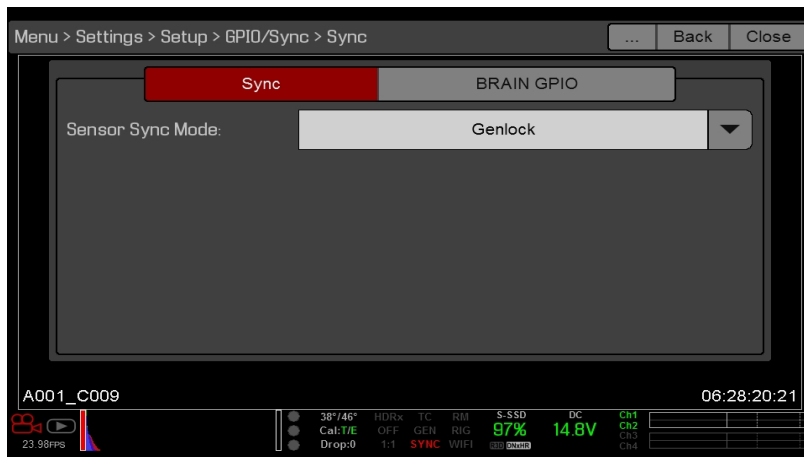 Menu > Settings > Setup > GPIO/Sync > Sync ... Back Close
Sync BRAIN GPIO
Sensor Sync Mode: Genlock
A001_C009 06:28:20:21
38°/46° HDRx TC RM S-SSD DC Ch1
Cal:T/E OFF GEN RIG 97% 14.8V Ch2
Ch3
23.98FPS Drop:0 1:1 SYNC WIFI R3D DNxHR Ch4